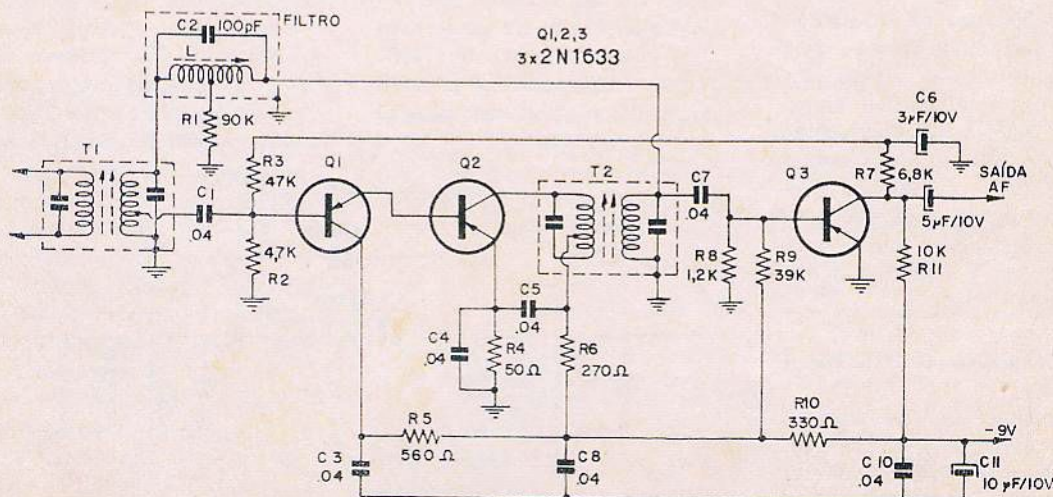 FILTRO
C2
100pF
L
R1
90K
Q1,2,3
3x2N1633
C6
3µF/10V
T1
R3
47K
Q1
Q2
T2
C7
.04
Q3
R7
6,8K
SAÍDA
AF
5µF/10V
C1
.04
4,7K
R2
R8
1,2K
R9
39K
10K
R11
C5
.04
C4
.04
R4
50Ω
R6
270Ω
R5
560Ω
R10
330Ω
-9V
C3
.04
C8
.04
C10
.04
C11
10µF/10V